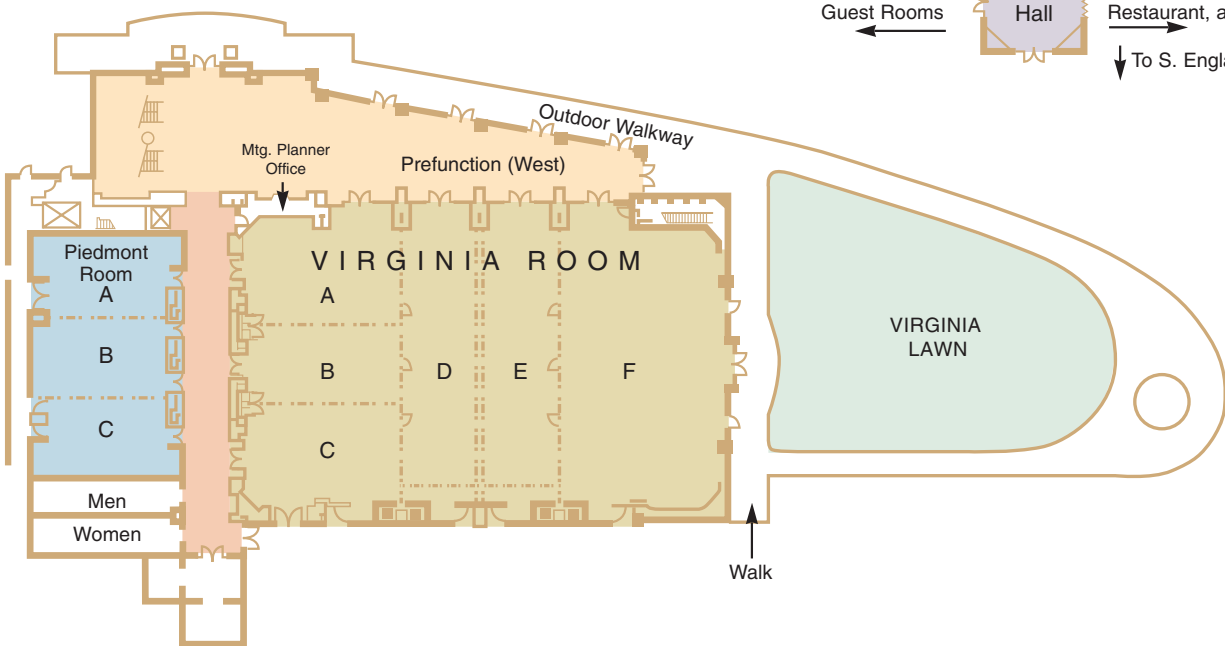 Guest Rooms
Hall
Restaurant, a
To S. Engla
Outdoor Walkway
Mtg. Planner
Office
Prefunction (West)
Piedmont
Room
A
B
C
Men
Women
VIRGINIA ROOM
A
B
C
D
E
F
VIRGINIA
LAWN
Walk